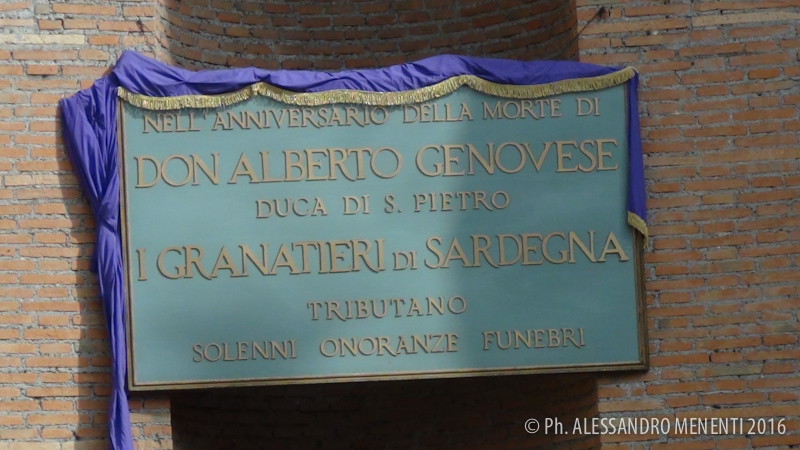 NELL' ANNIVERSARIO DELLA MORTE DI
DON ALBERTO GENOVESE
DUCA DI S. PIETRO
I GRANATIERI DI SARDEGNA
TRIBUTANO
SOLENNI ONORANZE FUNEBRI
© Ph. ALESSANDRO MENENTI 2016